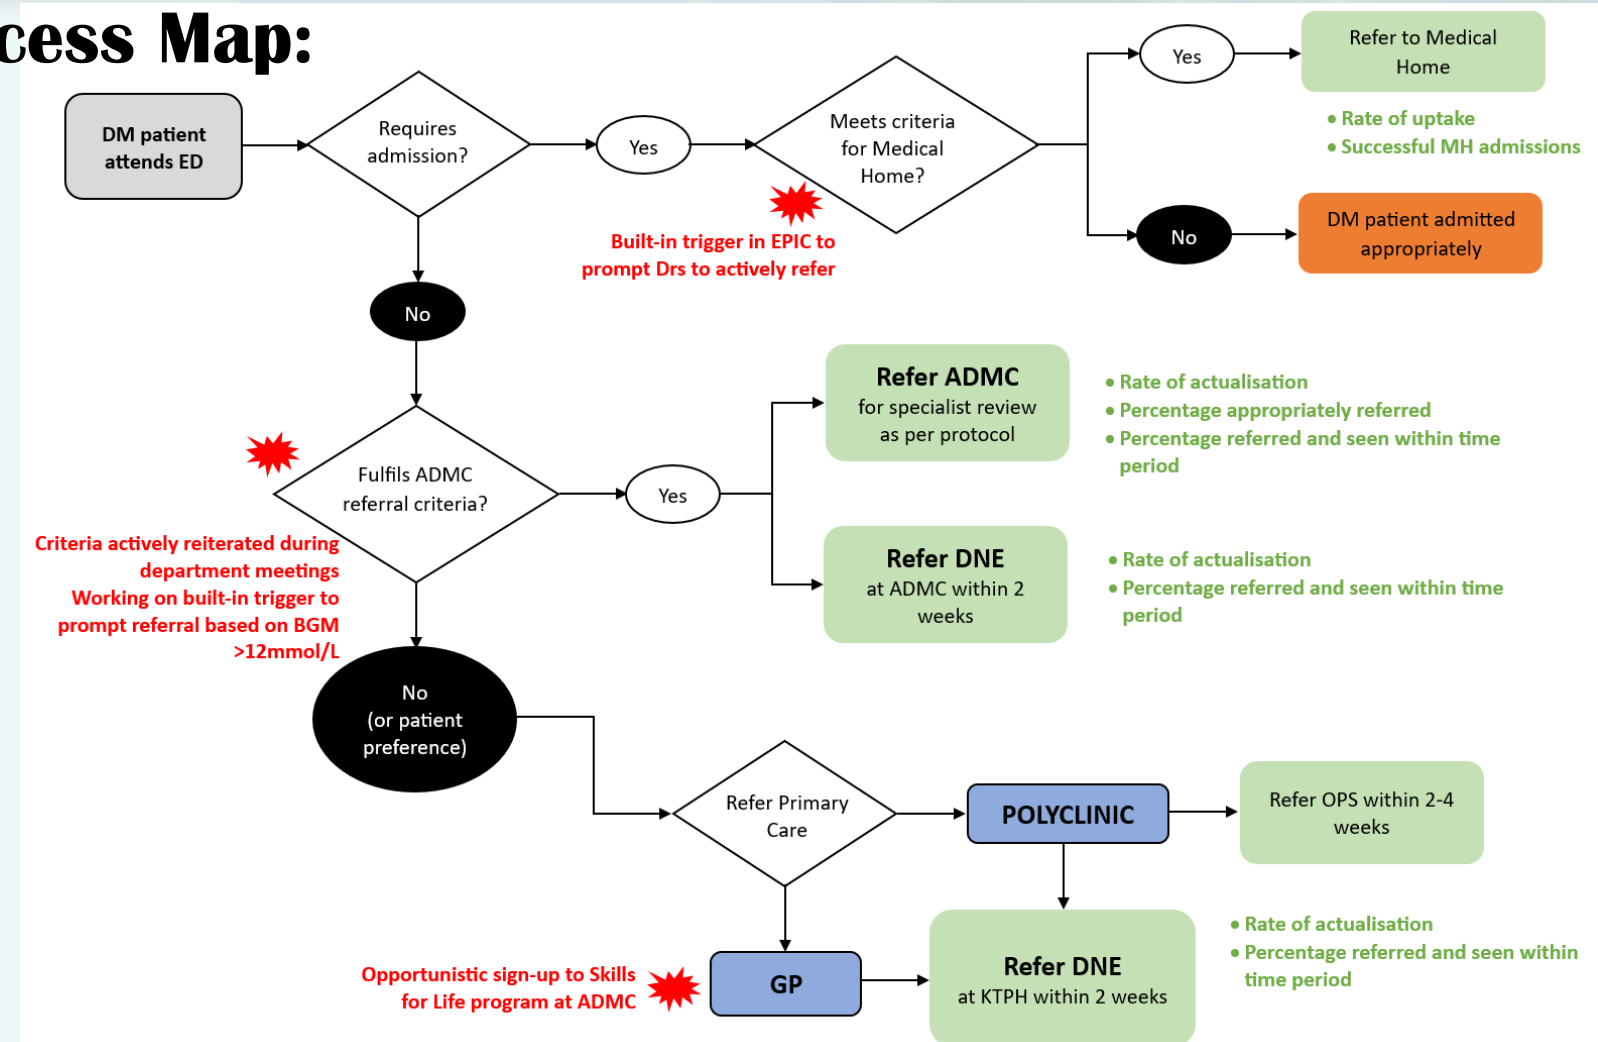 cess Map:
DM patient
attends ED
Requires
admission?
Yes
Meets criteria
for Medical
Home?
Yes
Refer to Medical
Home
• Rate of uptake
• Successful MH admissions
Built-in trigger in EPIC to
prompt Drs to actively refer
No
DM patient admitted
appropriately
No
Fulfils ADMC
referral criteria?
Criteria actively reiterated during
department meetings
Working on built-in trigger to
prompt referral based on BGM
>12mmol/L
Yes
Refer ADMC
for specialist review
as per protocol
• Rate of actualisation
• Percentage appropriately referred
• Percentage referred and seen within time
period
Refer DNE
at ADMC within 2
weeks
• Rate of actualisation
• Percentage referred and seen within time
period
No
(or patient
preference)
Refer Primary
Care
POLYCLINIC
Refer OPS within 2-4
weeks
Opportunistic sign-up to Skills
for Life program at ADMC
GP
Refer DNE
at KTPH within 2 weeks
• Rate of actualisation
• Percentage referred and seen within
time period